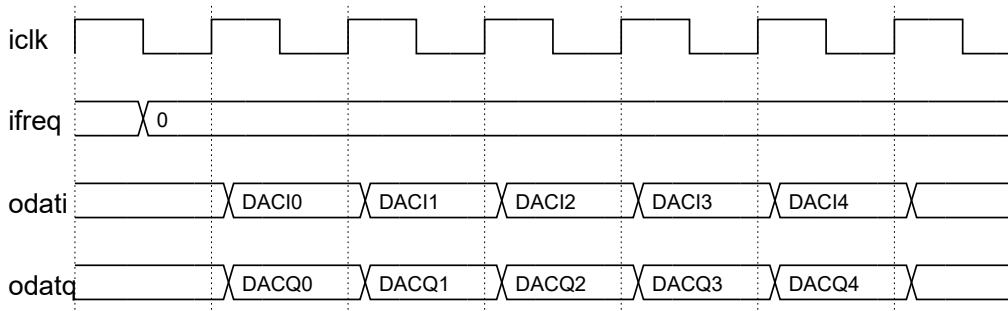 iclk
ifreq 0
odati DACI0 DACI1 DACI2 DACI3 DACI4
odatq DACQ0 DACQ1 DACQ2 DACQ3 DACQ4